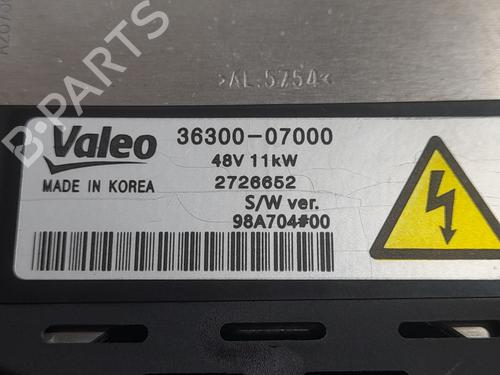 >AL.5754<
Valeo
36300-07000
48V 11kW
MADE IN KOREA
2726652
S/W ver.
98A704#00
B-PARTS